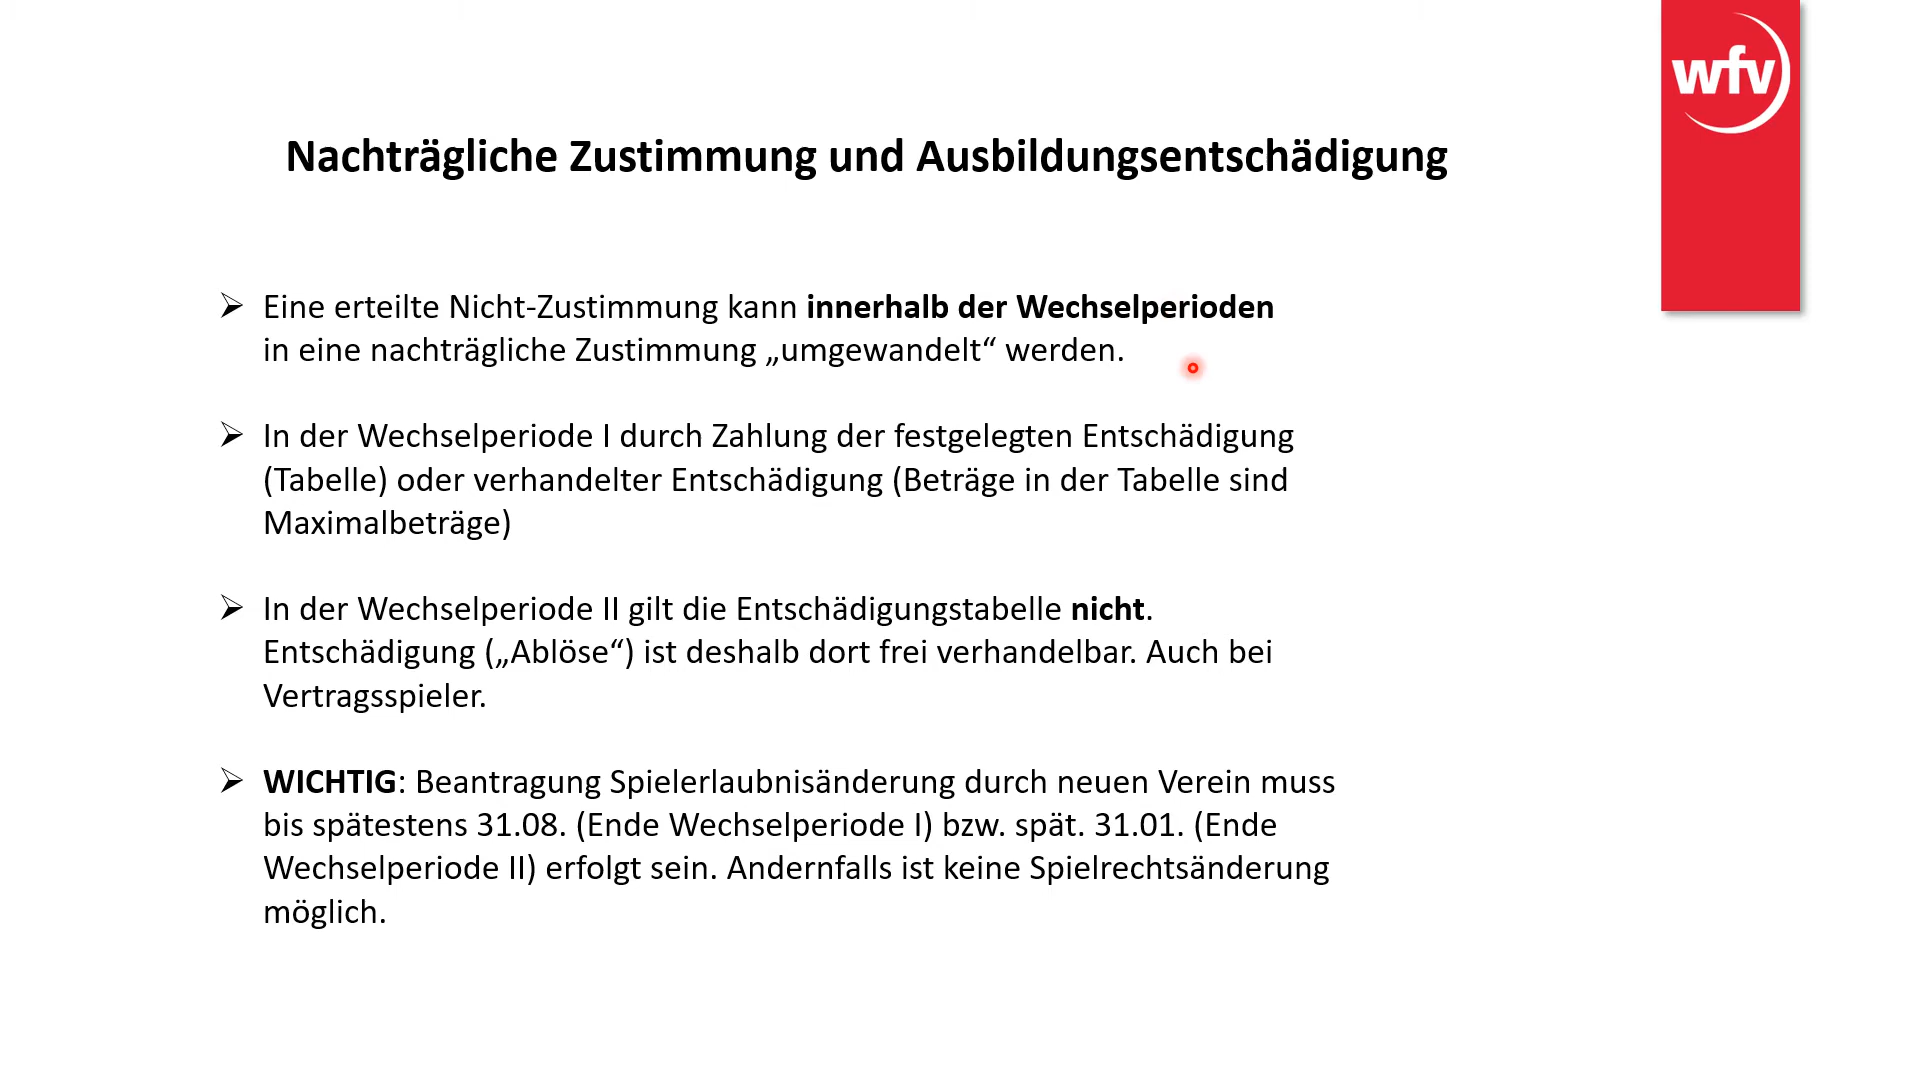 wfv
Nachträgliche Zustimmung und Ausbildungsentschädigung
Eine erteilte Nicht-Zustimmung kann innerhalb der Wechselperioden
in eine nachträgliche Zustimmung „umgewandelt“ werden.
In der Wechselperiode I durch Zahlung der festgelegten Entschädigung
(Tabelle) oder verhandelter Entschädigung (Beträge in der Tabelle sind
Maximalbeträge)
In der Wechselperiode II gilt die Entschädigungstabelle nicht.
Entschädigung („Ablöse“) ist deshalb dort frei verhandelbar. Auch bei
Vertragsspieler.
WICHTIG: Beantragung Spielerlaubnisänderung durch neuen Verein muss
bis spätestens 31.08. (Ende Wechselperiode I) bzw. spät. 31.01. (Ende
Wechselperiode II) erfolgt sein. Andernfalls ist keine Spielrechtsänderung
möglich.